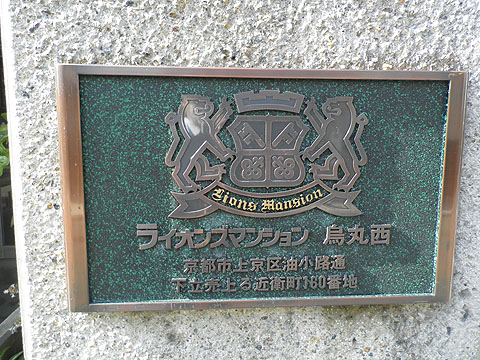 Lions Mansion
ライオンズマンション 烏丸西
京都市上京区油小路通
下立売上る近衛町160番地